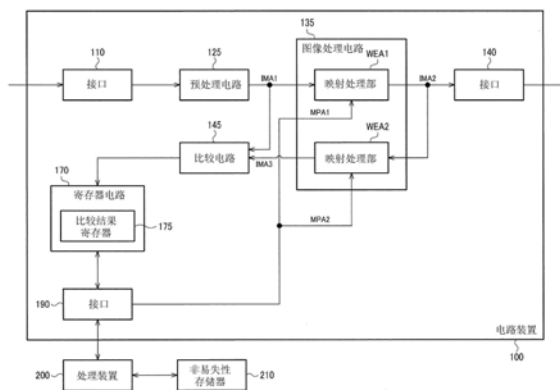 135
图像处理电路
110
接口
125
预处理电路
IMA1
WEA1
映射处理部
IMA2
140
接口
MPA1
145
比较电路
IMA3
WEA2
映射处理部
170
寄存器电路
比较结果
寄存器
175
MPA2
190
接口
电路装置
100
200
处理装置
非易失性
存储器
210